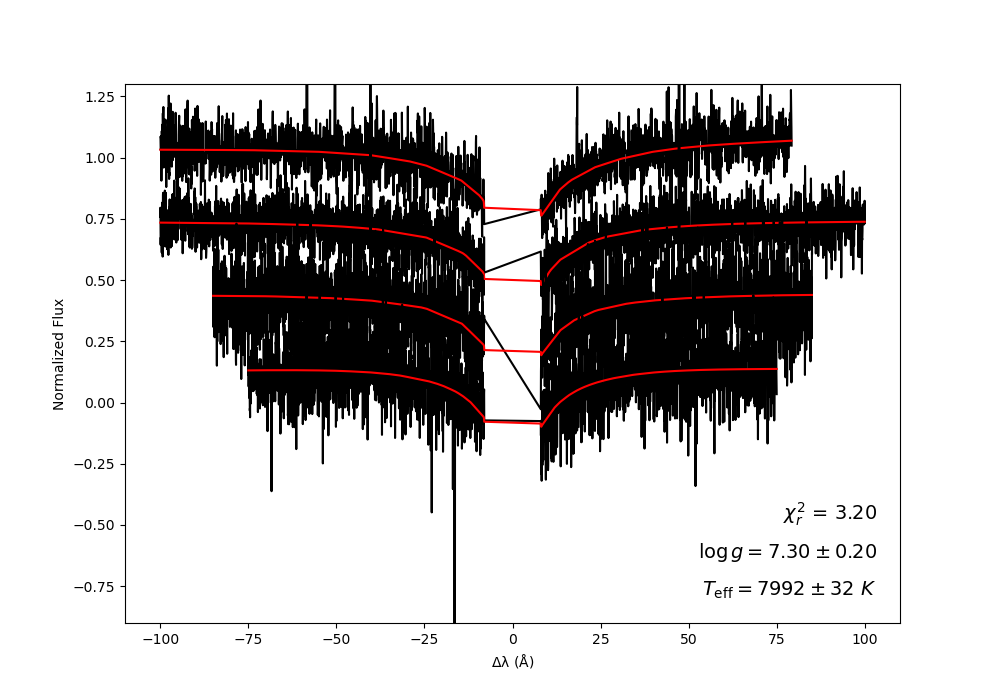 1.25
1.00
0.75
0.50
0.25
0.00
−0.25
−0.50
−0.75
Normalized Flux
χ²ᵣ = 3.20
log g = 7.30 ± 0.20
T_eff = 7992 ± 32 K
−100 −75 −50 −25 0 25 50 75 100
Δλ (Å)